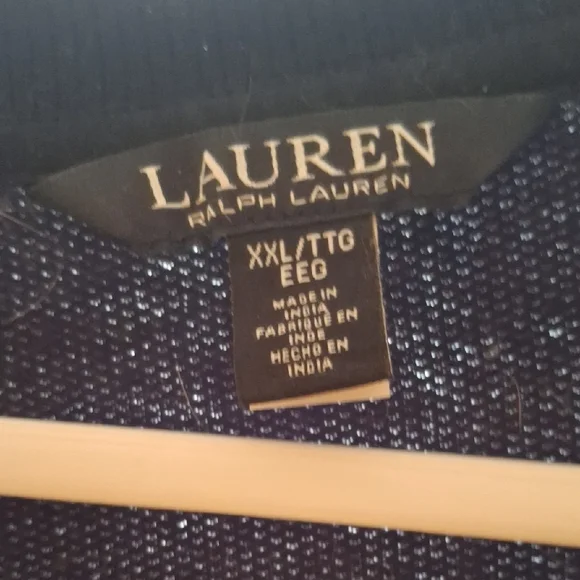 LAUREN
RALPH LAUREN
XXL/TTG
EEG
MADE IN
INDIA
FABRIQUE EN
INDE
HECHO EN
INDIA